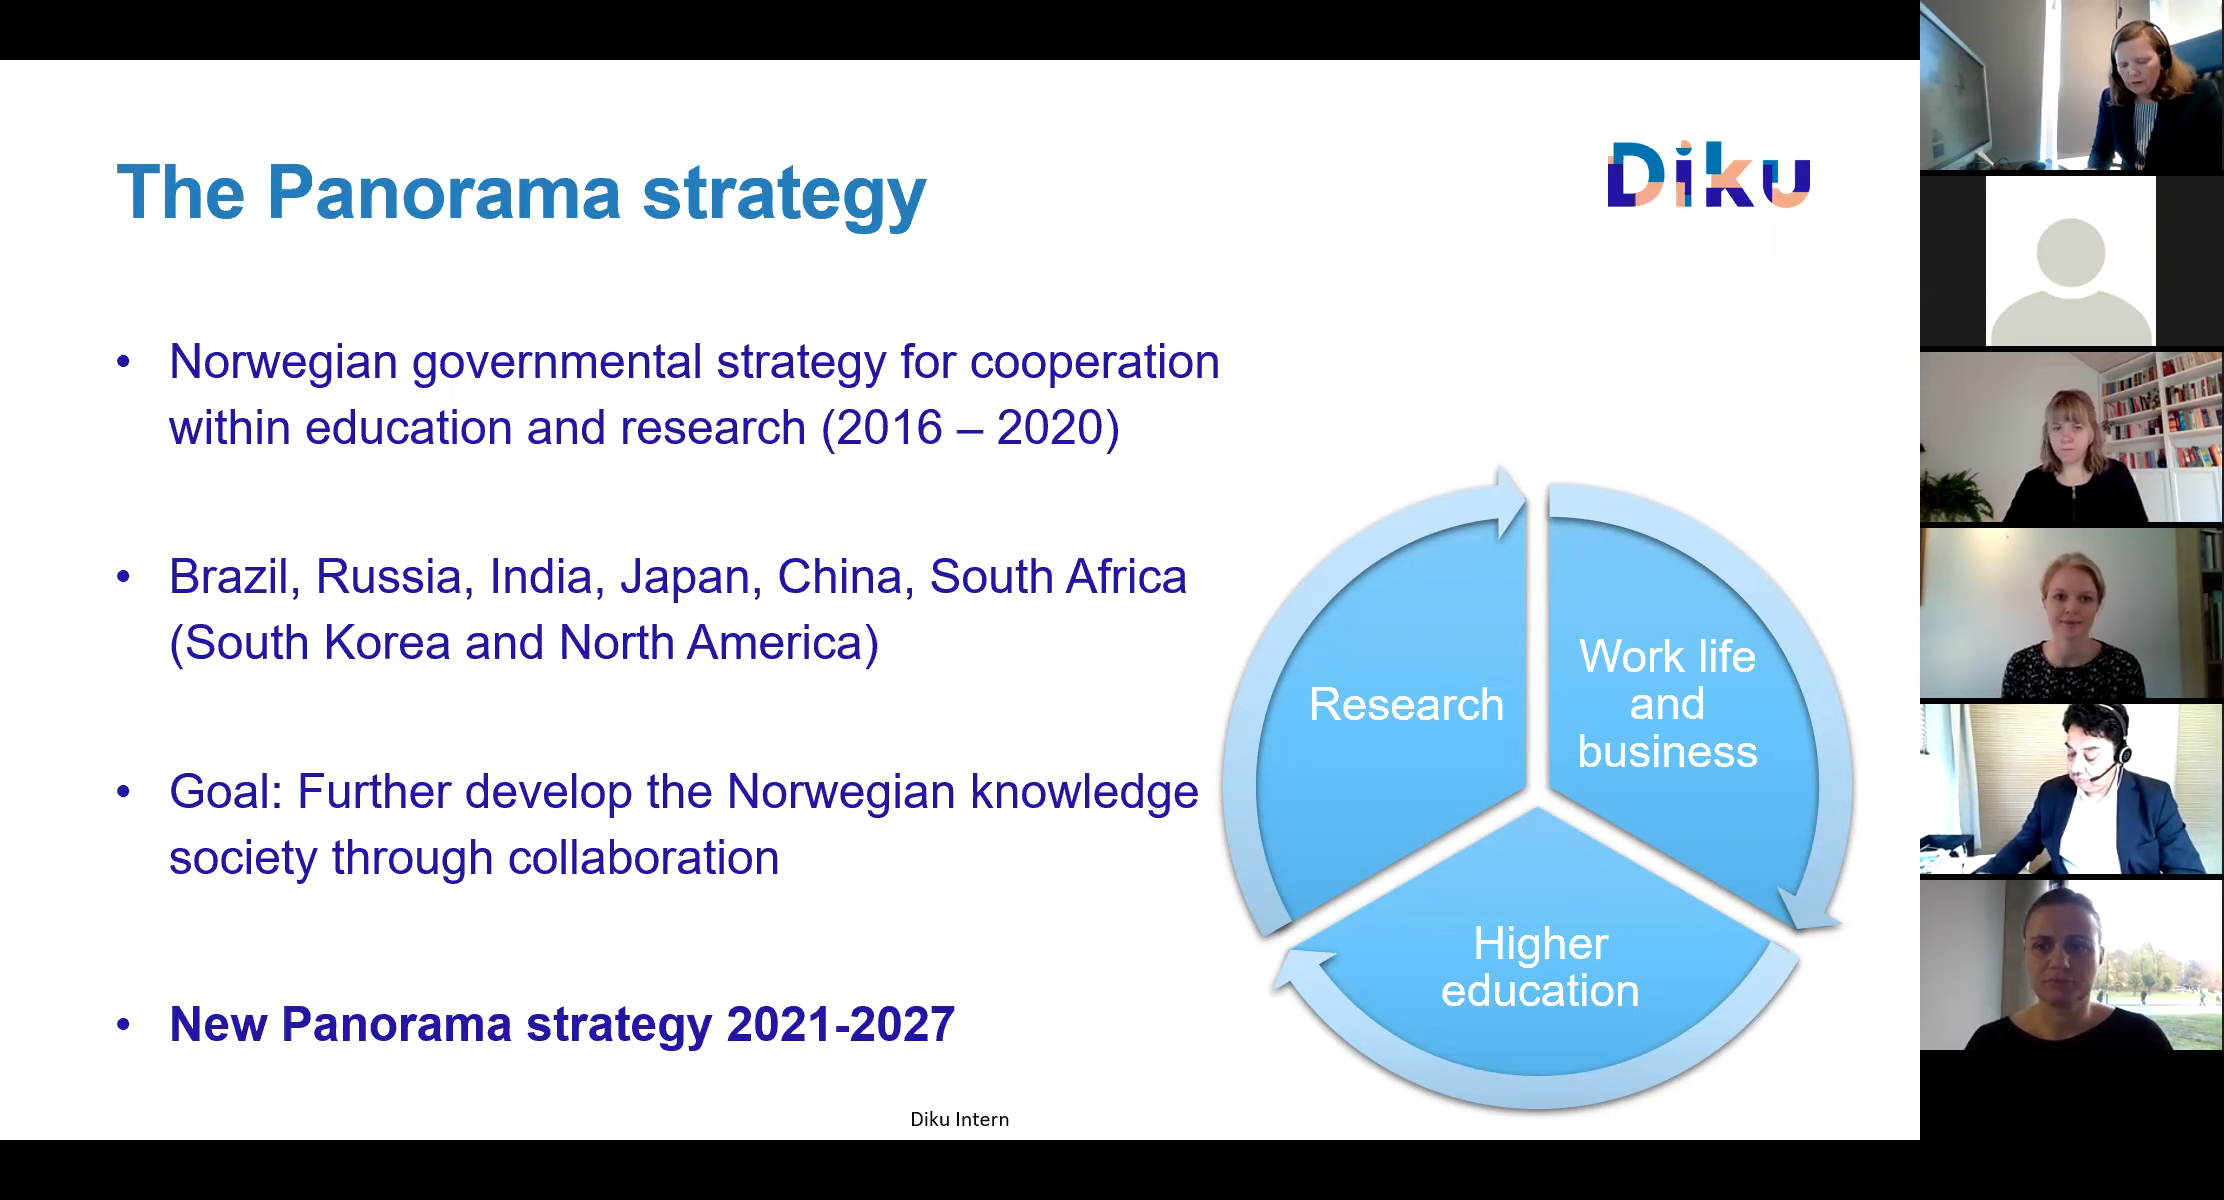 The Panorama strategy
Diku
• Norwegian governmental strategy for cooperation
within education and research (2016 – 2020)
• Brazil, Russia, India, Japan, China, South Africa
(South Korea and North America)
• Goal: Further develop the Norwegian knowledge
society through collaboration
• New Panorama strategy 2021-2027
Research
Work life
and
business
Higher
education
Diku Intern